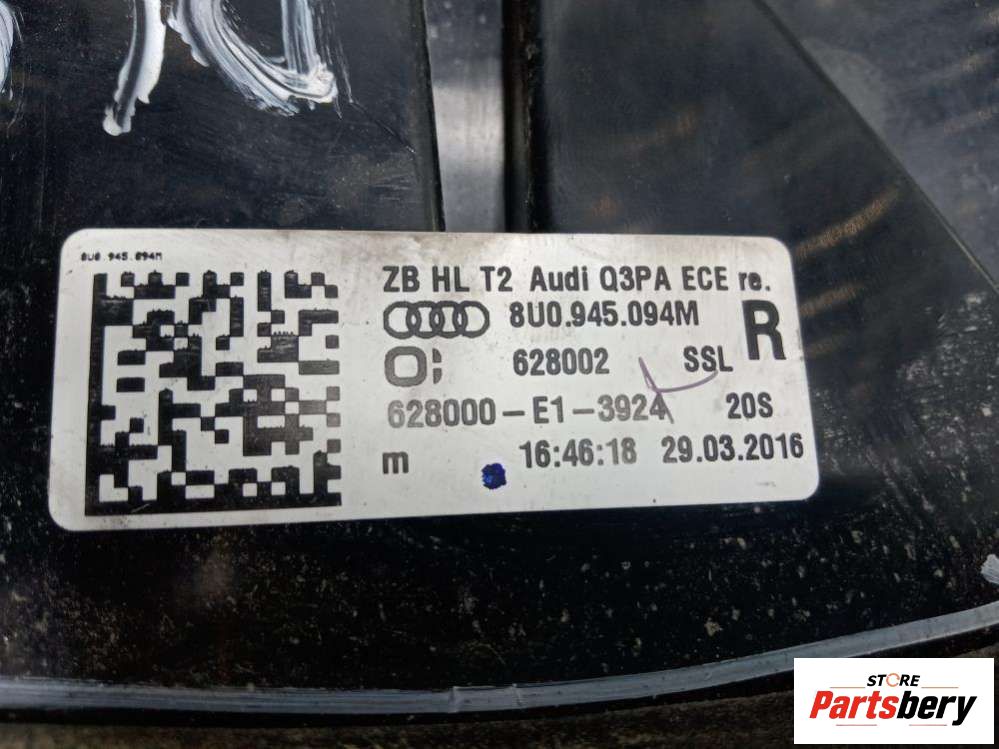 8U0.945.094M
ZB HL T2 Audi Q3PA ECE re.
8U0.945.094M R
628002 SSL
628000-E1-3924 20S
m 16:46:18 29.03.2016
STORE
Partsbery